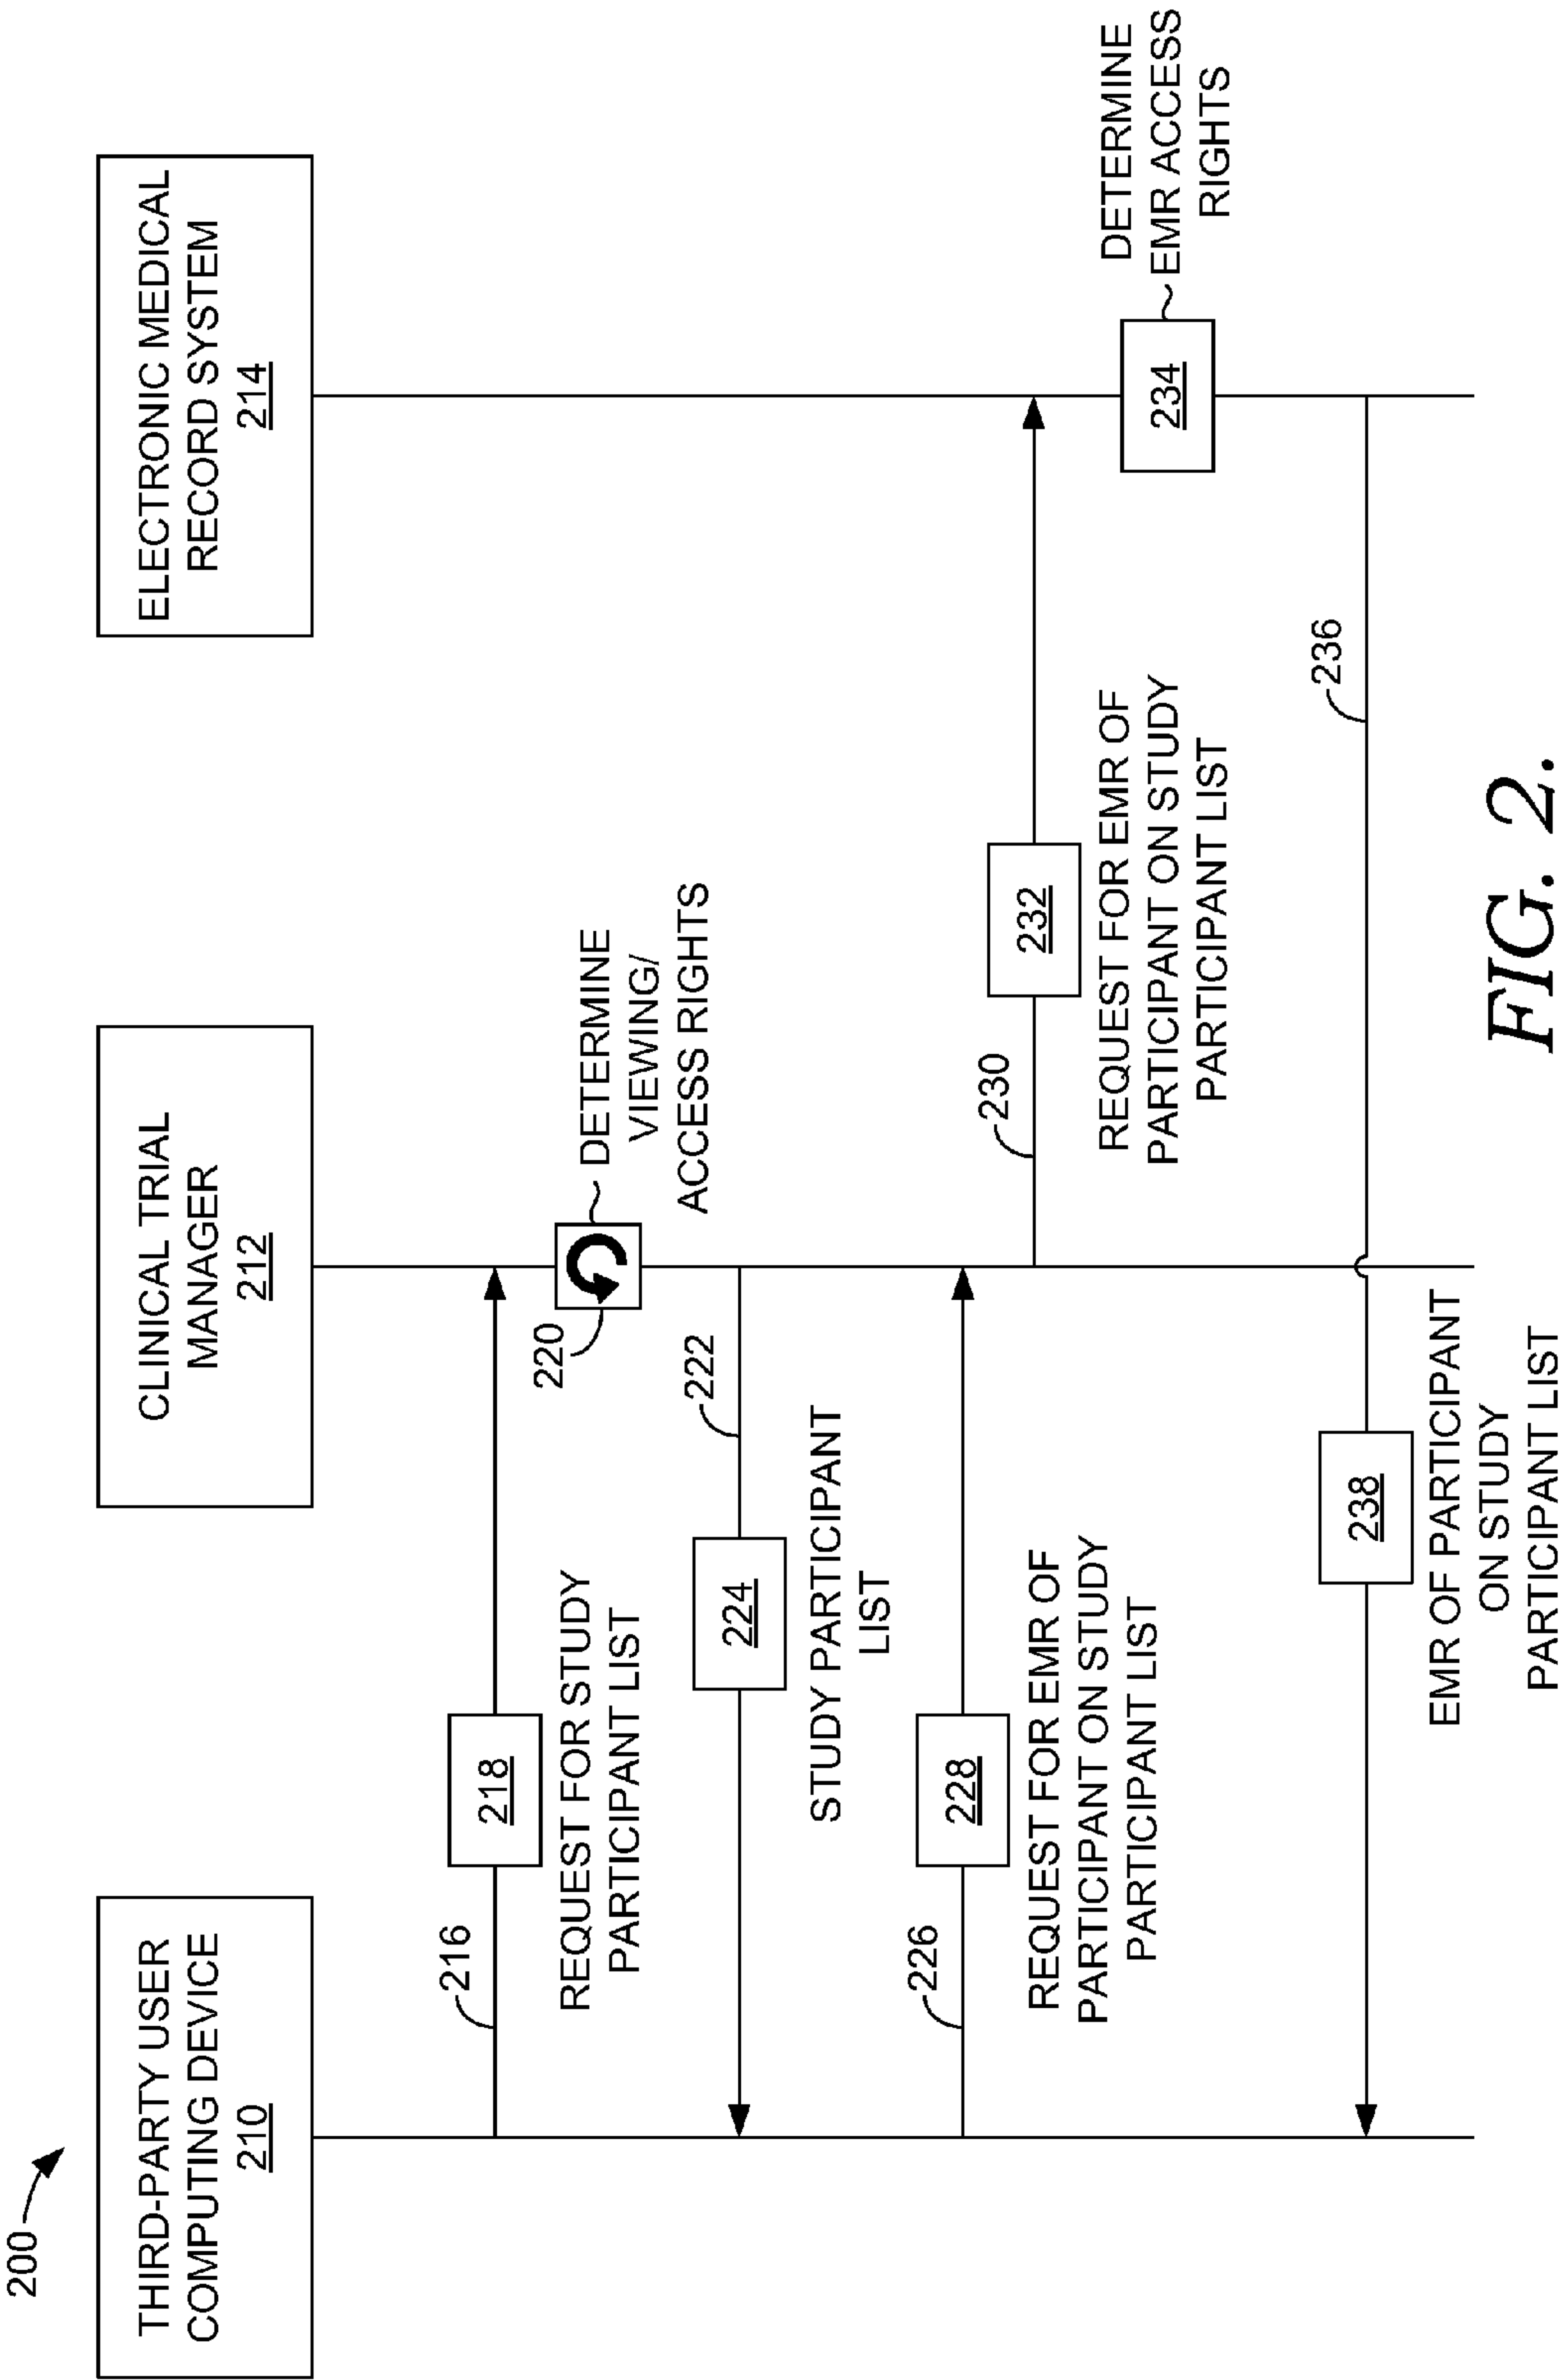 200
THIRD-PARTY USER
COMPUTING DEVICE
210
CLINICAL TRIAL
MANAGER
212
ELECTRONIC MEDICAL
RECORD SYSTEM
214
216
218
REQUEST FOR STUDY
PARTICIPANT LIST
220
DETERMINE
VIEWING/
ACCESS RIGHTS
222
224
STUDY PARTICIPANT
LIST
226
228
REQUEST FOR EMR OF
PARTICIPANT ON STUDY
PARTICIPANT LIST
230
232
REQUEST FOR EMR OF
PARTICIPANT ON STUDY
PARTICIPANT LIST
234
DETERMINE
EMR ACCESS
RIGHTS
236
238
EMR OF PARTICIPANT
ON STUDY
PARTICIPANT LIST
FIG. 2.